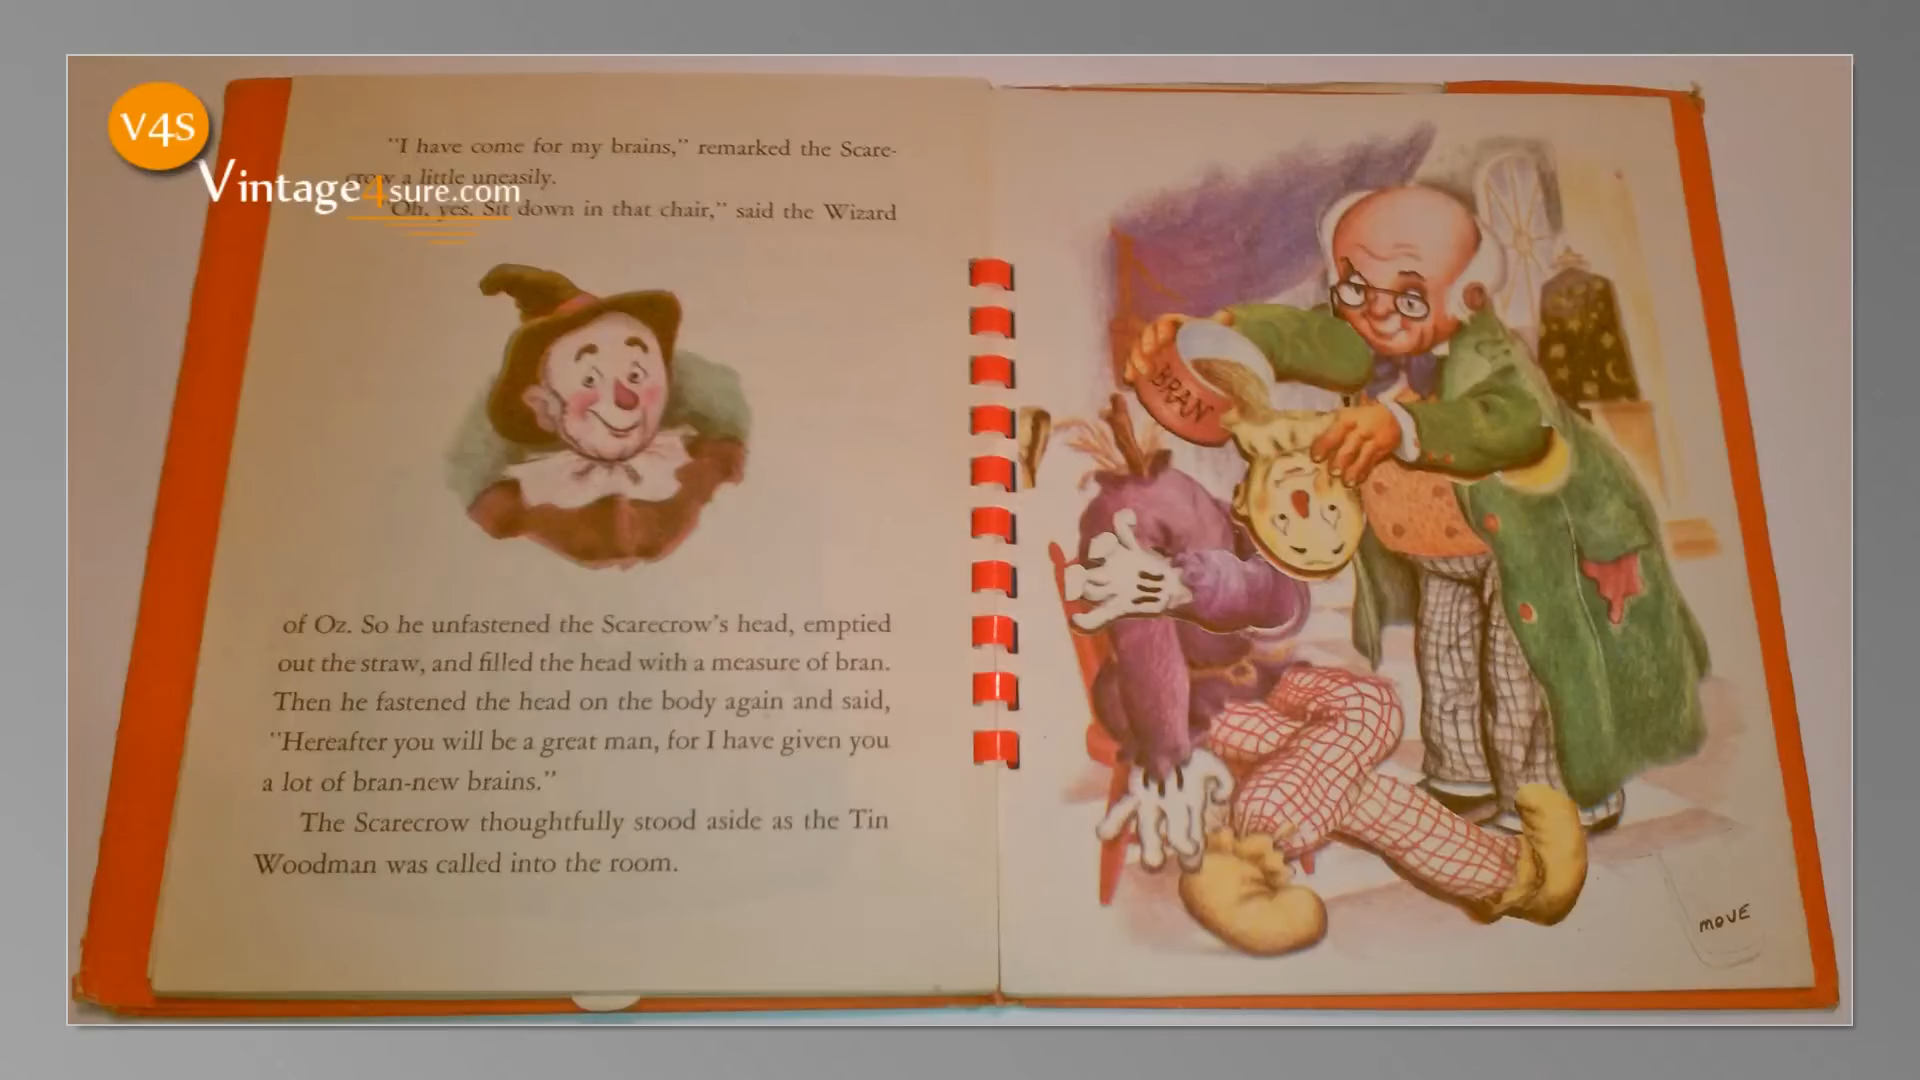 V4S
Vintage4sure.com
"I have come for my brains," remarked the Scare-
crow a little uneasily.
"Oh, yes. Sit down in that chair," said the Wizard
of Oz. So he unfastened the Scarecrow's head, emptied
out the straw, and filled the head with a measure of bran.
Then he fastened the head on the body again and said,
"Hereafter you will be a great man, for I have given you
a lot of bran-new brains."
The Scarecrow thoughtfully stood aside as the Tin
Woodman was called into the room.
BRAN
MOVE